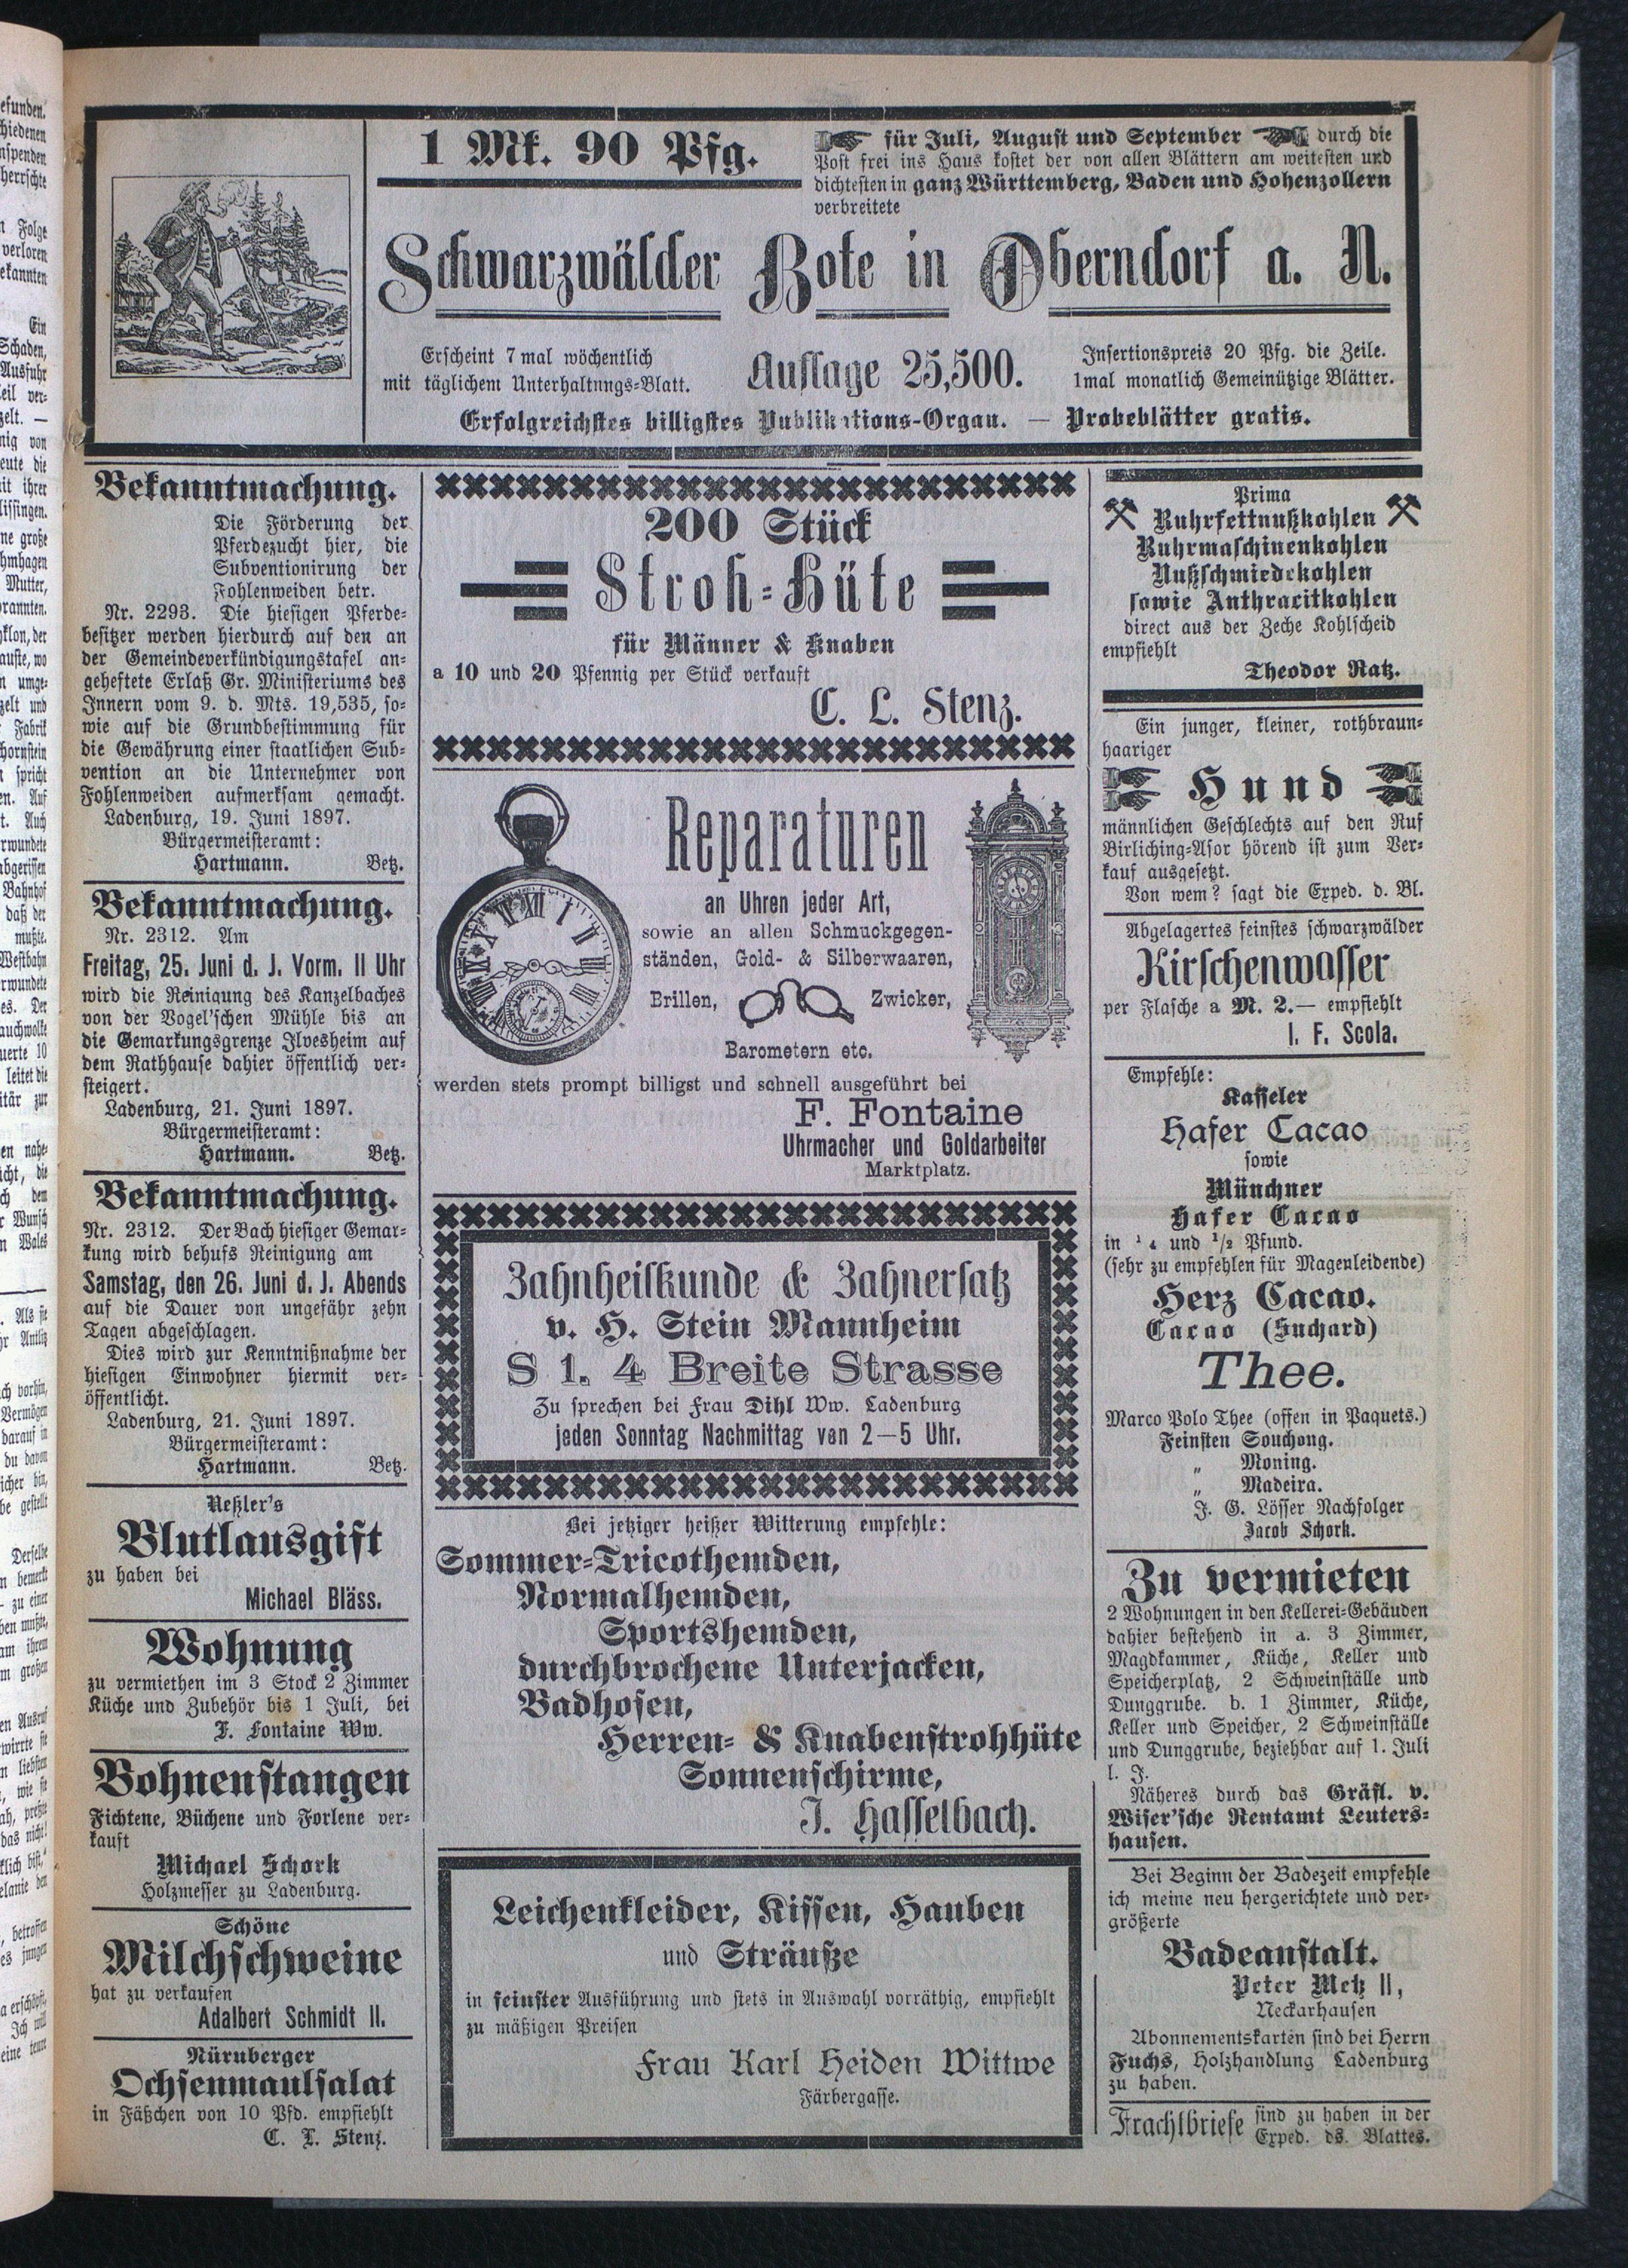 1 Mk. 90 Pfg.
für Juli, August und September durch die
Post frei ins Haus kostet der von allen Blättern am weitesten und
dichtesten in ganz Württemberg, Baden und Hohenzollern
verbreitete
Schwarzwälder Bote in Oberndorf a. N.
Erscheint 7 mal wöchentlich
mit täglichem Unterhaltnngs-Blatt.
Auflage 25,500.
Insertionspreis 20 Pfg. die Zeile.
1mal monatlich Gemeinützige Blätter.
Erfolgreichstes billigstes Publikations-Organ. — Probeblätter gratis.
Bekanntmachung.
Die Förderung der
Pferdezucht hier, die
Subventionirung der
Fohlenweiden betr.
Nr. 2293. Die hiesigen Pferde-
besitzer werden hierdurch auf den an
der Gemeindeverkündigungstafel an-
geheftete Erlaß Gr. Ministeriums des
Innern vom 9. d. Mts. 19,535, so-
wie auf die Grundbestimmung für
die Gewährung einer staatlichen Sub-
vention an die Unternehmer von
Fohlenweiden aufmerksam gemacht.
Ladenburg, 19. Juni 1897.
Bürgermeisteramt:
Hartmann. Betz.
Bekanntmachung.
Nr. 2312. Am
Freitag, 25. Juni d. J. Vorm. II Uhr
wird die Reinigung des Kanzelbaches
von der Vogel'schen Mühle bis an
die Gemarkungsgrenze Ilvesheim auf
dem Rathhause dahier öffentlich ver-
steigert.
Ladenburg, 21. Juni 1897.
Bürgermeisteramt:
Hartmann. Betz.
Bekanntmachung.
Nr. 2312. Der Bach hiesiger Gemar-
kung wird behufs Reinigung am
Samstag, den 26. Juni d. J. Abends
auf die Dauer von ungefähr zehn
Tagen abgeschlagen.
Dies wird zur Kenntnißnahme der
hiesigen Einwohner hiermit ver-
öffentlicht.
Ladenburg, 21. Juni 1897.
Bürgermeisteramt:
Hartmann. Betz.
Neßler's
Blutlausgift
zu haben bei
Michael Bläss.
Wohnung
zu vermiethen im 3 Stock 2 Zimmer
Küche und Zubehör bis 1 Juli, bei
F. Fontaine Ww.
Bohnenstangen
Fichtene, Büchene und Forlene ver-
kauft
Michael Schork
Holzmesser zu Ladenburg.
Schöne
Milchschweine
hat zu verkaufen
Adalbert Schmidt II.
Nürnberger
Ochsenmaulsalat
in Fäßchen von 10 Pfd. empfiehlt
C. L. Stenz.
200 Stück
Stroh-Hüte
für Männer & Knaben
a 10 und 20 Pfennig per Stück verkauft
C. L. Stenz.
Reparaturen
an Uhren jeder Art,
sowie an allen Schmuckgegen-
ständen, Gold- & Silberwaaren,
Brillen, Zwicker,
Barometern etc.
werden stets prompt billigst und schnell ausgeführt bei
F. Fontaine
Uhrmacher und Goldarbeiter
Marktplatz.
Zahnheilkunde & Zahnersatz
v. H. Stein Mannheim
S 1. 4 Breite Strasse
Zu sprechen bei Frau Dihl Ww. Ladenburg
jeden Sonntag Nachmittag van 2—5 Uhr.
Bei jetziger heißer Witterung empfehle:
Sommer-Tricothemden,
Normalhemden,
Sportshemden,
durchbrochene Unterjacken,
Badhosen,
Herren- & Knabenstrohhüte
Sonnenschirme,
J. Hasselbach.
Leichenkleider, Kissen, Hauben
und Sträuße
in feinster Ausführung und stets in Auswahl vorräthig, empfiehlt
zu mäßigen Preisen
Frau Karl Heiden Wittwe
Färbergasse.
Prima
Ruhrfettnußkohlen
Ruhrmaschinenkohlen
Nußschmiedekohlen
sowie Anthracitkohlen
direct aus der Zeche Kohlscheid
empfiehlt
Theodor Ratz.
Ein junger, kleiner, rothbraun-
haariger
Hund
männlichen Geschlechts auf den Ruf
Birliching-Asor hörend ist zum Ver-
kauf ausgesetzt.
Von wem? sagt die Exped. d. Bl.
Abgelagertes feinstes schwarzwälder
Kirschenwasser
per Flasche a M. 2.— empfiehlt
I. F. Scola.
Empfehle:
Kasseler
Hafer Cacao
sowie
Münchner
Hafer Cacao
in 1/4 und 1/2 Pfund.
(sehr zu empfehlen für Magenleidende)
Herz Cacao.
Cacao (Suchard)
Thee.
Marco Polo Thee (offen in Paquets.)
Feinsten Souchong.
„ Moning.
„ Madeira.
J. G. Lösser Nachfolger
Jacob Schork.
Zu vermieten
2 Wohnungen in den Kellerei-Gebäuden
dahier bestehend in a. 3 Zimmer,
Magdkammer, Küche, Keller und
Speicherplatz, 2 Schweinställe und
Dunggrube. b. 1 Zimmer, Küche,
Keller und Speicher, 2 Schweinställe
und Dunggrube, beziehbar auf 1. Juli
l. J.
Näheres durch das Gräfl. v.
Wiser'sche Rentamt Leuters-
hausen.
Bei Beginn der Badezeit empfehle
ich meine neu hergerichtete und ver-
größerte
Badeanstalt.
Peter Metz II,
Neckarhausen
Abonnementskarten sind bei Herrn
Fuchs, Holzhandlung Ladenburg
zu haben.
Frachtbriefe sind zu haben in der
Exped. ds. Blattes.